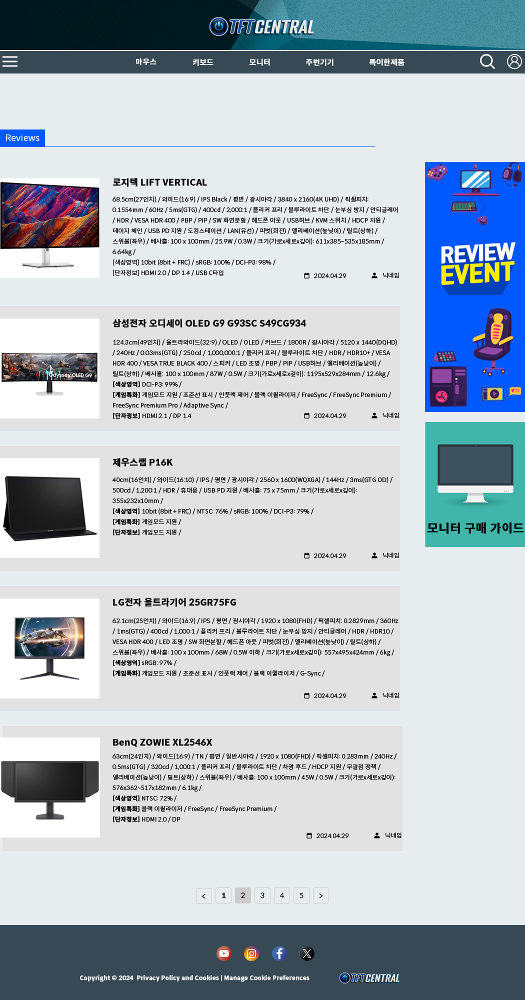 TFTCENTRAL
마우스 키보드 모니터 주변기기 특이한제품
Reviews
로지텍 LIFT VERTICAL
68.5cm(27인치) / 와이드(16:9) / IPS Black / 평면 / 광시야각 / 3840 x 2160(4K UHD) / 픽셀피치:
0.1554mm / 60Hz / 5ms(GTG) / 400cd / 2,000:1 / 플리커 프리 / 블루라이트 차단 / 눈부심 방지 / 안티글레어
/ HDR / VESA HDR 400 / PBP / PIP / SW 화면분할 / 헤드폰 아웃 / USB허브 / KVM 스위치 / HDCP 지원 /
데이지 체인 / USB PD 지원 / 도킹스테이션 / LAN(유선) / 피벗(회전) / 엘리베이션(높낮이) / 틸트(상하) /
스위블(좌우) / 베사홀: 100 x 100mm / 25.9W / 0.3W / 크기(가로x세로x깊이): 611x385~535x185mm /
6.64kg /
[색상영역] 10bit (8bit + FRC) / sRGB: 100% / DCI-P3: 98% /
[단자정보] HDMI 2.0 / DP 1.4 / USB C타입
2024.04.29 닉네임
삼성전자 오디세이 OLED G9 G93SC S49CG934
124.3cm(49인치) / 울트라와이드(32:9) / OLED / OLED / 커브드 / 1800R / 광시야각 / 5120 x 1440(DQHD)
/ 240Hz / 0.03ms(GTG) / 250cd / 1,000,000:1 / 플리커 프리 / 블루라이트 차단 / HDR / HDR10+ / VESA
HDR 400 / VESA TRUE BLACK 400 / 스피커 / LED 조명 / PBP / PIP / USB허브 / 엘리베이션(높낮이) /
틸트(상하) / 베사홀: 100 x 100mm / 87W / 0.5W / 크기(가로x세로x깊이): 1195x529x284mm / 12.6kg /
[색상영역] DCI-P3: 99% /
[게임특화] 게임모드 지원 / 조준선 표시 / 인풋랙 제어 / 블랙 이퀄라이저 / FreeSync / FreeSync Premium /
FreeSync Premium Pro / Adaptive Sync /
[단자정보] HDMI 2.1 / DP 1.4
Odyssey OLED G9
2024.04.29 닉네임
제우스랩 P16K
40cm(16인치) / 와이드(16:10) / IPS / 평면 / 광시야각 / 2560 x 1600(WQXGA) / 144Hz / 3ms(GTG OD) /
500cd / 1,200:1 / HDR / 휴대용 / USB PD 지원 / 베사홀: 75 x 75mm / 크기(가로x세로x깊이):
355x232x10mm /
[색상영역] 10bit (8bit + FRC) / NTSC: 76% / sRGB: 100% / DCI-P3: 79% /
[게임특화] 게임모드 지원 /
[단자정보] 게임모드 지원 /
2024.04.29 닉네임
LG전자 울트라기어 25GR75FG
62.1cm(25인치) / 와이드(16:9) / IPS / 평면 / 광시야각 / 1920 x 1080(FHD) / 픽셀피치: 0.2829mm / 360Hz
/ 1ms(GTG) / 400cd / 1,000:1 / 플리커 프리 / 블루라이트 차단 / 눈부심 방지 / 안티글레어 / HDR / HDR10 /
VESA HDR 400 / LED 조명 / SW 화면분할 / 헤드폰 아웃 / 피벗(회전) / 엘리베이션(높낮이) / 틸트(상하) /
스위블(좌우) / 베사홀: 100 x 100mm / 68W / 0.5W 이하 / 크기(가로x세로x깊이): 557x495x424mm / 6kg /
[색상영역] sRGB: 97% /
[게임특화] 게임모드 지원 / 조준선 표시 / 인풋랙 제어 / 블랙 이퀄라이저 / G-Sync /
2024.04.29 닉네임
BenQ ZOWIE XL2546X
63cm(24인치) / 와이드(16:9) / TN / 평면 / 일반시야각 / 1920 x 1080(FHD) / 픽셀피치: 0.283mm / 240Hz /
0.5ms(GTG) / 320cd / 1,000:1 / 플리커 프리 / 블루라이트 차단 / 차광 후드 / HDCP 지원 / 무결점 정책 /
엘리베이션(높낮이) / 틸트(상하) / 스위블(좌우) / 베사홀: 100 x 100mm / 45W / 0.5W / 크기(가로x세로x깊이):
576x362~517x182mm / 6.1kg /
[색상영역] NTSC: 72% /
[게임특화] 블랙 이퀄라이저 / FreeSync / FreeSync Premium /
[단자정보] HDMI 2.0 / DP
2024.04.29 닉네임
REVIEW
EVENT
모니터 구매 가이드
< 1 2 3 4 5 >
Copyright © 2024 Privacy Policy and Cookies | Manage Cookie Preferences
TFTCENTRAL